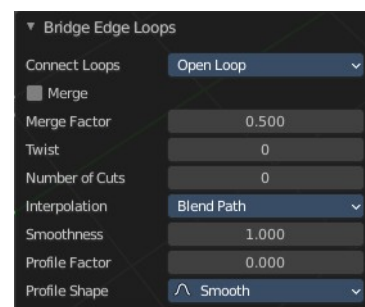 Bridge Edge Loops
Connect Loops Open Loop
Merge
Merge Factor 0.500
Twist 0
Number of Cuts 0
Interpolation Blend Path
Smoothness 1.000
Profile Factor 0.000
Profile Shape Smooth